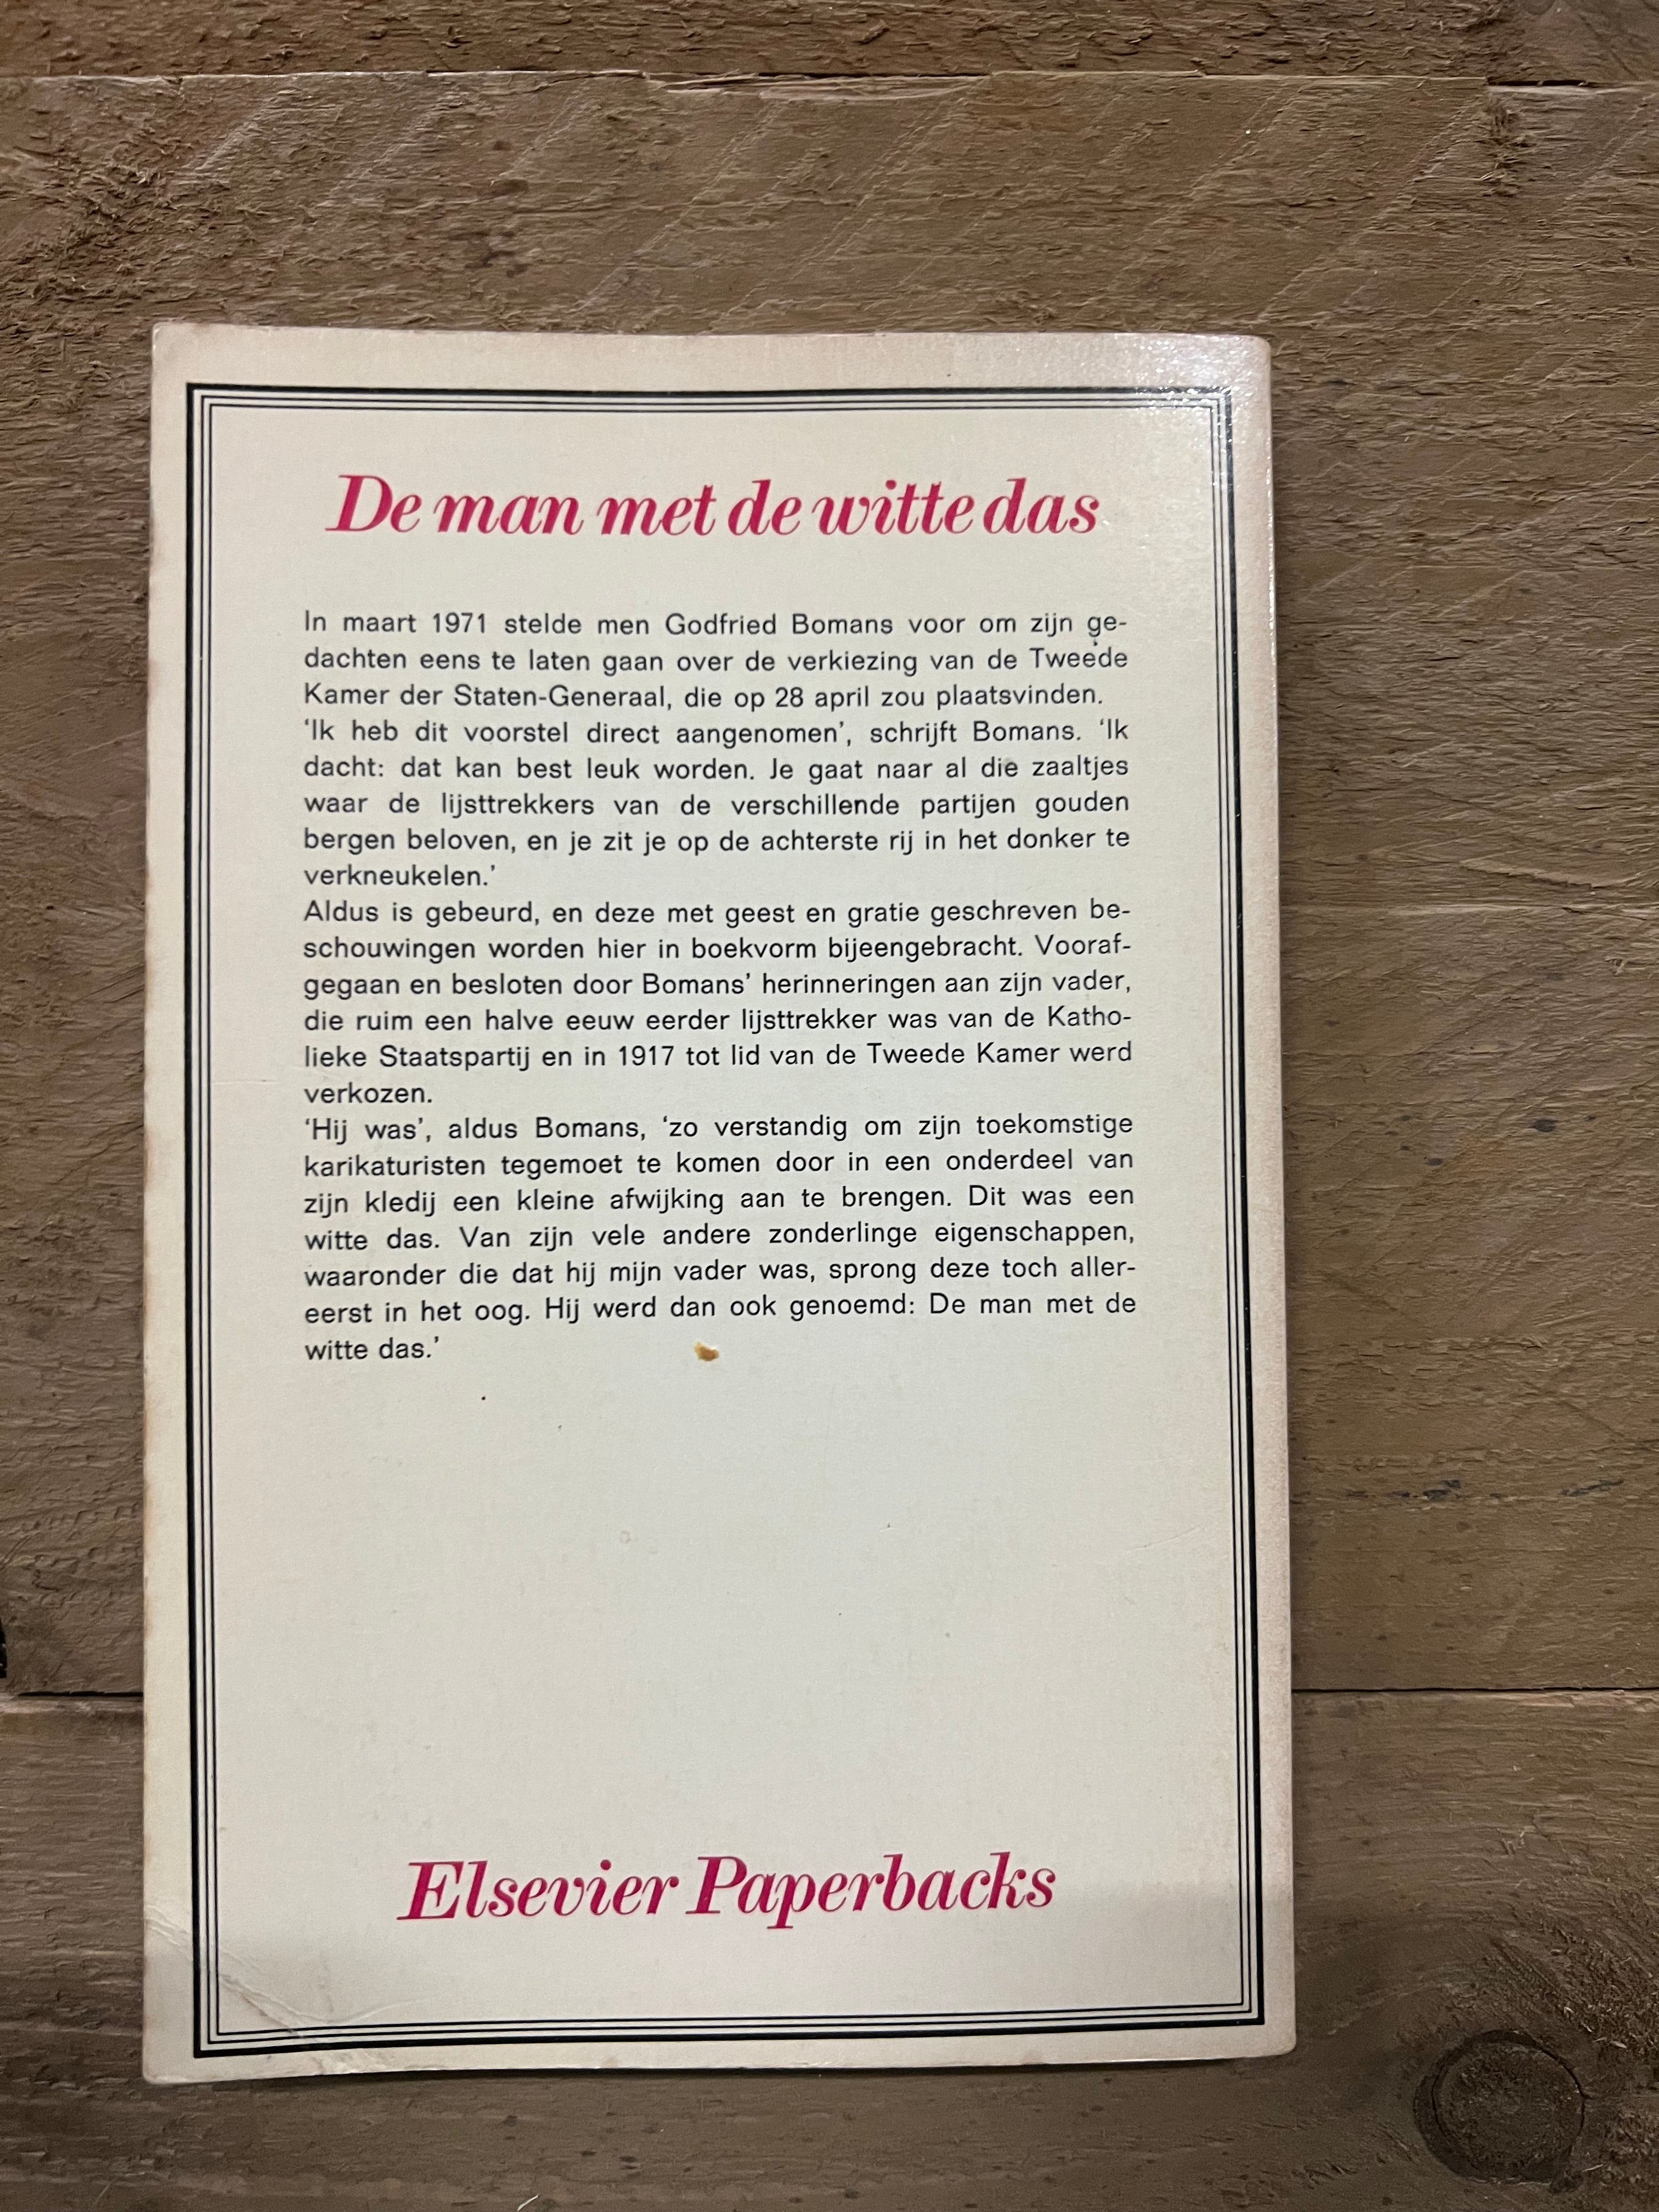 De man met de witte das
In maart 1971 stelde men Godfried Bomans voor om zijn ge-
dachten eens te laten gaan over de verkiezing van de Tweede
Kamer der Staten-Generaal, die op 28 april zou plaatsvinden.
‘Ik heb dit voorstel direct aangenomen’, schrijft Bomans. ‘Ik
dacht: dat kan best leuk worden. Je gaat naar al die zaaltjes
waar de lijsttrekkers van de verschillende partijen gouden
bergen beloven, en je zit je op de achterste rij in het donker te
verkneukelen.’
Aldus is gebeurd, en deze met geest en gratie geschreven be-
schouwingen worden hier in boekvorm bijeengebracht. Vooraf-
gegaan en besloten door Bomans’ herinneringen aan zijn vader,
die ruim een halve eeuw eerder lijsttrekker was van de Katho-
lieke Staatspartij en in 1917 tot lid van de Tweede Kamer werd
verkozen.
‘Hij was’, aldus Bomans, ‘zo verstandig om zijn toekomstige
karikaturisten tegemoet te komen door in een onderdeel van
zijn kledij een kleine afwijking aan te brengen. Dit was een
witte das. Van zijn vele andere zonderlinge eigenschappen,
waaronder die dat hij mijn vader was, sprong deze toch aller-
eerst in het oog. Hij werd dan ook genoemd: De man met de
witte das.’
Elsevier Paperbacks